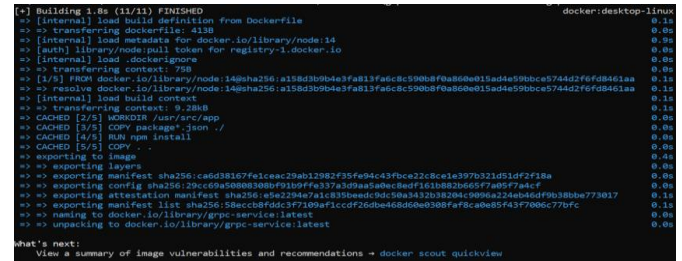 [+] Building 1.8s (11/11) FINISHED docker:desktop-linux
=> [internal] load build definition from Dockerfile 0.1s
=> => transferring dockerfile: 413B 0.0s
=> [internal] load metadata for docker.io/library/node:14 0.9s
=> [auth] library/node:pull token for registry-1.docker.io 0.0s
=> [internal] load .dockerignore 0.0s
=> => transferring context: 75B 0.0s
=> [1/5] FROM docker.io/library/node:14@sha256:a158d3b9b4e3fa813fa6c8c590b8f0a860e015ad4e59bbce5744d2f6fd8461aa 0.1s
=> => resolve docker.io/library/node:14@sha256:a158d3b9b4e3fa813fa6c8c590b8f0a860e015ad4e59bbce5744d2f6fd8461aa 0.1s
=> [internal] load build context 0.1s
=> => transferring context: 9.28kB 0.0s
=> CACHED [2/5] WORKDIR /usr/src/app 0.0s
=> CACHED [3/5] COPY package*.json ./ 0.0s
=> CACHED [4/5] RUN npm install 0.0s
=> CACHED [5/5] COPY . . 0.0s
=> exporting to image 0.4s
=> => exporting layers 0.0s
=> => exporting manifest sha256:ca6d38167fe1ceac29ab12982f35fe94c43fbce22c8ce1e397b321d51df2f18a 0.0s
=> => exporting config sha256:29cc69a50808308bf91b9ffe337a3d9aa5a0ec8edf161b882b665f7a05f7a4cf 0.0s
=> => exporting attestation manifest sha256:e5e2294e7a1c835beedc9dc50a3432b38204c9096a224eb46df9b38bbe773017 0.1s
=> => exporting manifest list sha256:58eccb8fddc3f7109af1ccdf26dbe468d60e0308faf8ca0e85f43f7006c77bfc 0.1s
=> => naming to docker.io/library/grpc-service:latest 0.0s
=> => unpacking to docker.io/library/grpc-service:latest 0.0s
What's next:
View a summary of image vulnerabilities and recommendations → docker scout quickview